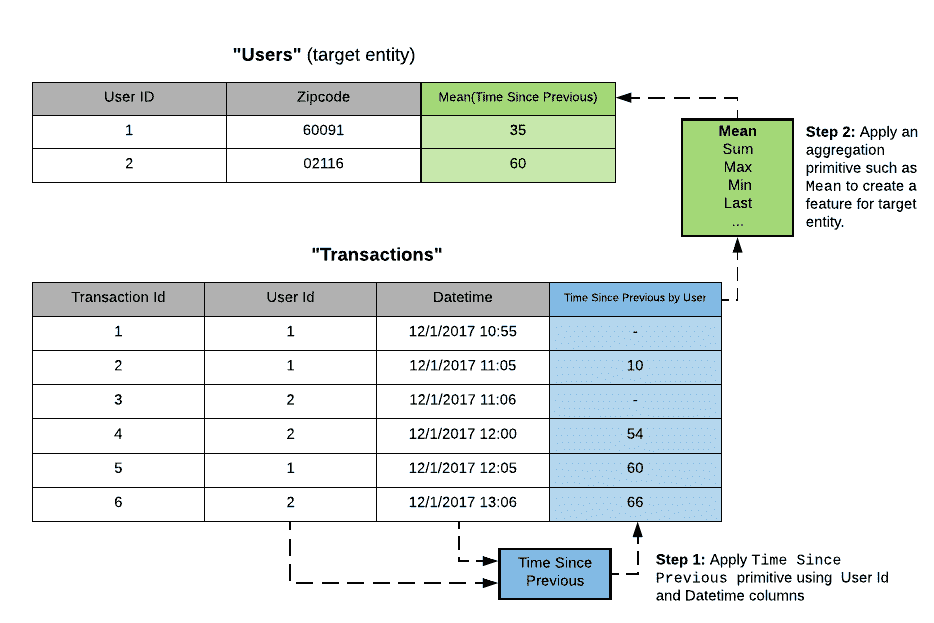 "Users" (target entity)
User ID Zipcode Mean(Time Since Previous)
1 60091 35
2 02116 60
Mean
Sum
Max
Min
Last
...
Step 2: Apply an
aggregation
primitive such as
Mean to create a
feature for target
entity.
"Transactions"
Transaction Id User Id Datetime Time Since Previous by User
1 1 12/1/2017 10:55 -
2 1 12/1/2017 11:05 10
3 2 12/1/2017 11:06 -
4 2 12/1/2017 12:00 54
5 1 12/1/2017 12:05 60
6 2 12/1/2017 13:06 66
Time Since
Previous
Step 1: Apply Time Since
Previous primitive using User Id
and Datetime columns